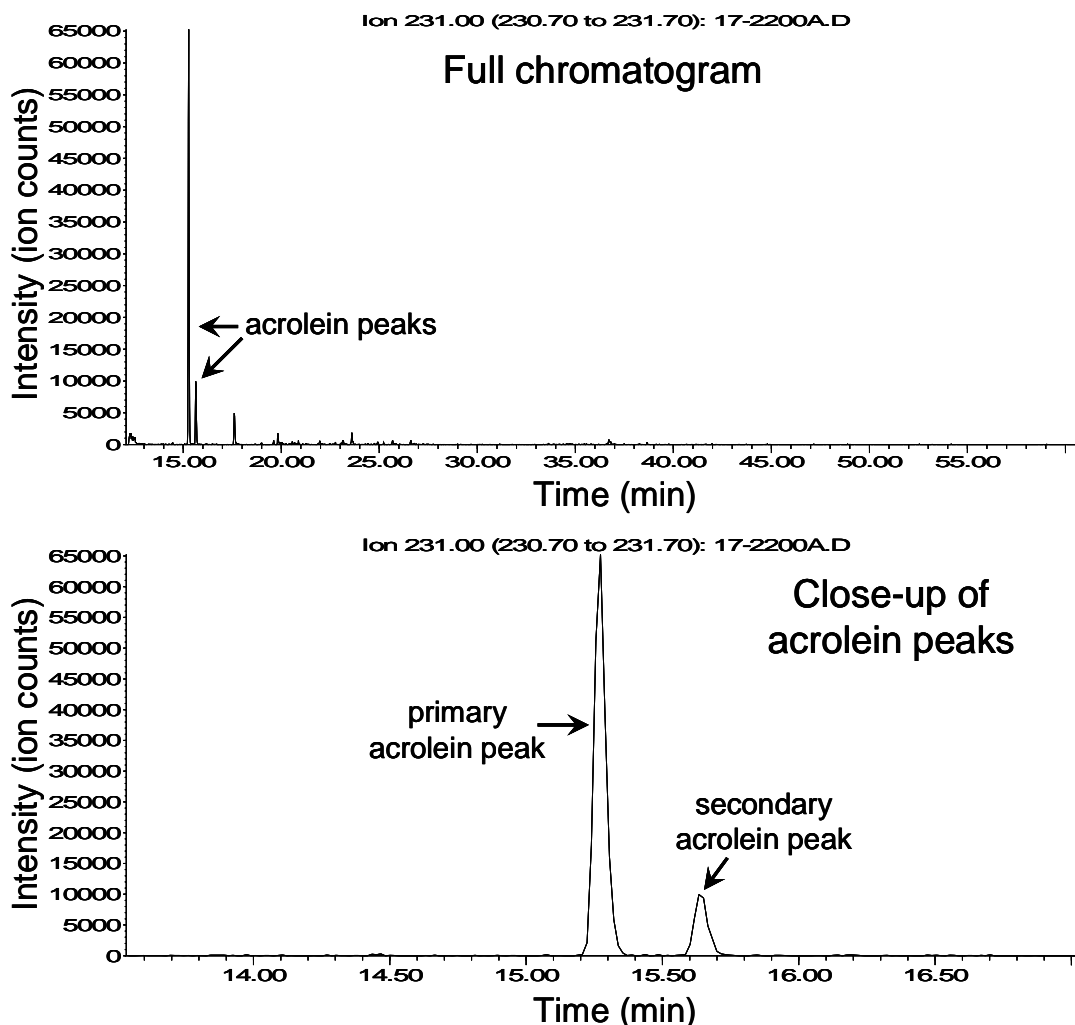 Ion 231.00 (230.70 to 231.70): 17-2200A.D
Full chromatogram
Intensity (ion counts)
65000
60000
55000
50000
45000
40000
35000
30000
25000
20000
15000
10000
5000
0
acrolein peaks
15.00 20.00 25.00 30.00 35.00 40.00 45.00 50.00 55.00
Time (min)
Ion 231.00 (230.70 to 231.70): 17-2200A.D
Close-up of
acrolein peaks
Intensity (ion counts)
65000
60000
55000
50000
45000
40000
35000
30000
25000
20000
15000
10000
5000
0
primary
acrolein peak
secondary
acrolein peak
14.00 14.50 15.00 15.50 16.00 16.50
Time (min)